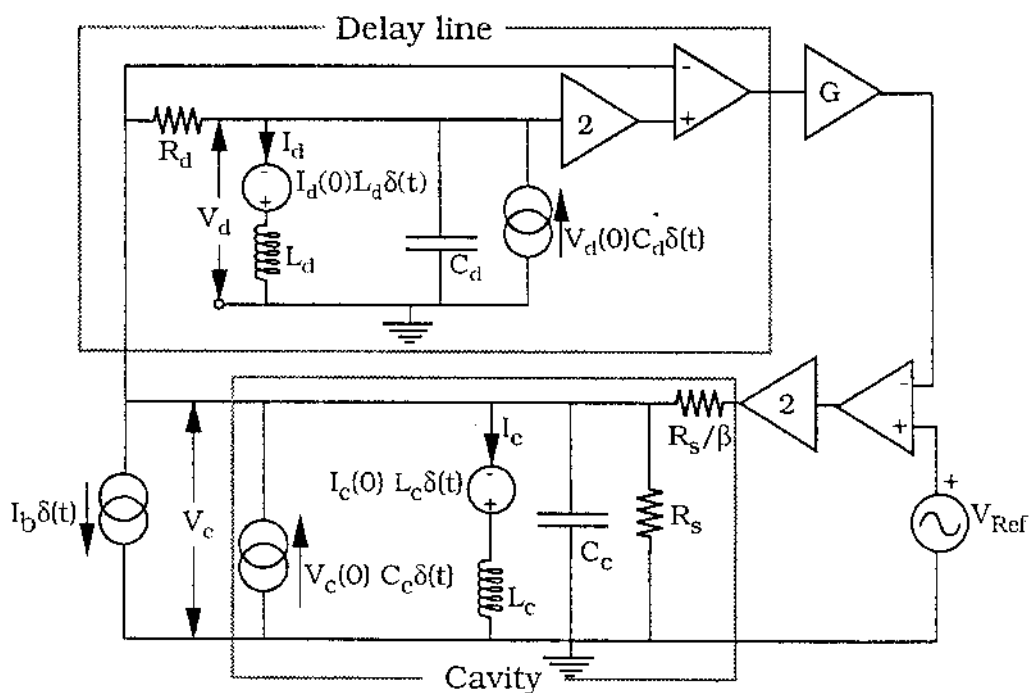 Delay line
-
+
G
2
R_d
I_d
-
I_d(0)L_dδ(t)
+
V_d
L_d
C_d
V_d(0)C_dδ(t)
-
+
2
R_s/β
I_c
-
I_c(0) L_cδ(t)
+
I_bδ(t)
V_c
V_c(0) C_cδ(t)
L_c
C_c
R_s
+
V_Ref
Cavity